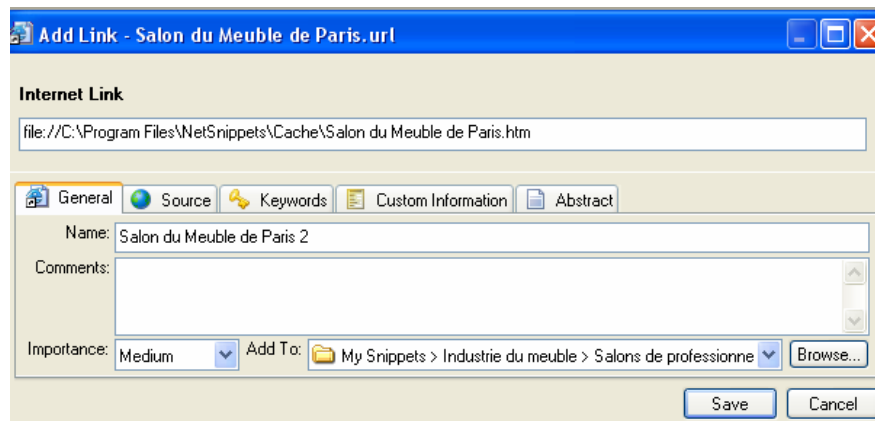 Add Link - Salon du Meuble de Paris.url
Internet Link
file://C:\Program Files\NetSnippets\Cache\Salon du Meuble de Paris.htm
General Source Keywords Custom Information Abstract
Name: Salon du Meuble de Paris 2
Comments:
Importance: Medium Add To: My Snippets > Industrie du meuble > Salons de professionne Browse...
Save Cancel